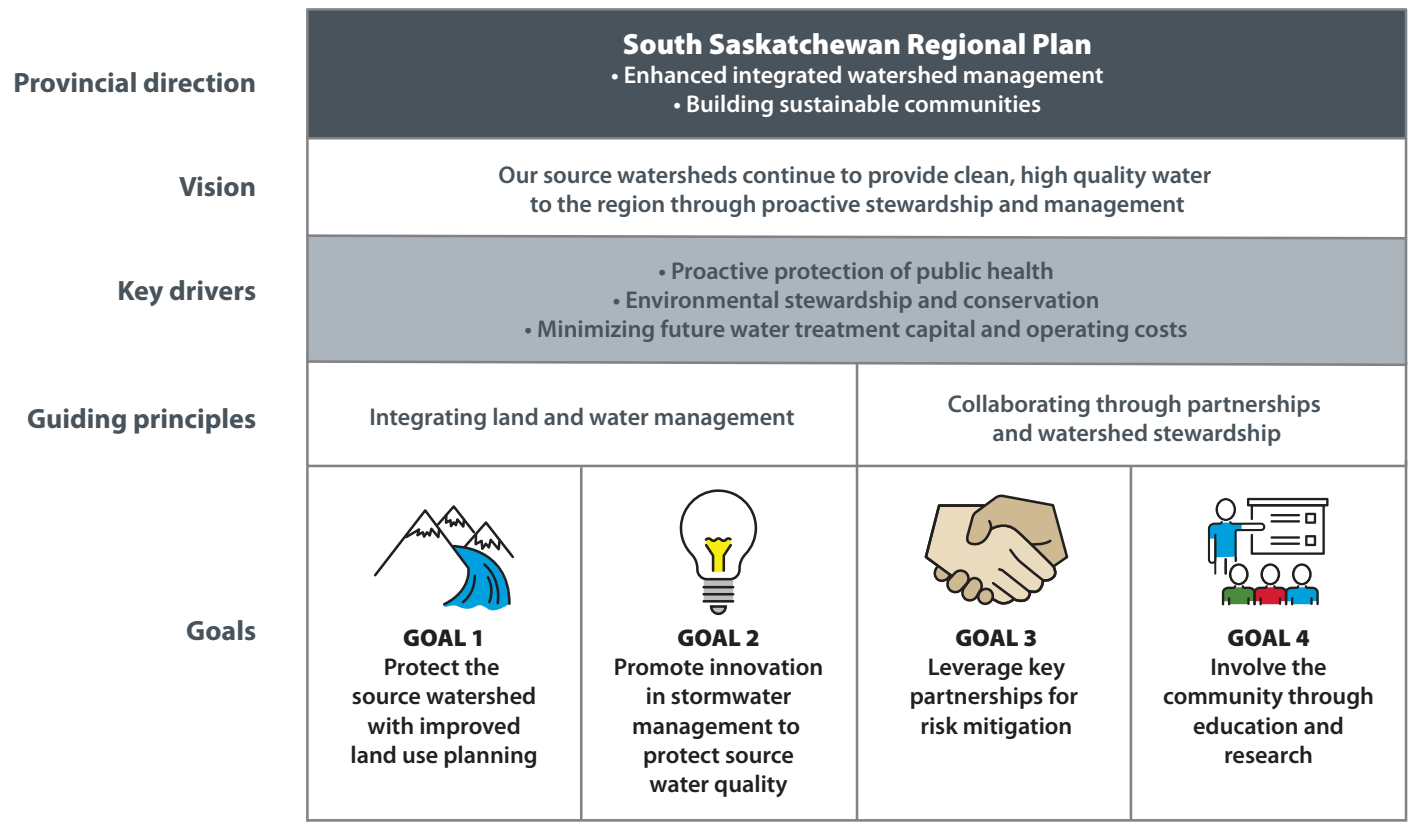 Provincial direction
South Saskatchewan Regional Plan
• Enhanced integrated watershed management
• Building sustainable communities
Vision
Our source watersheds continue to provide clean, high quality water
to the region through proactive stewardship and management
Key drivers
• Proactive protection of public health
• Environmental stewardship and conservation
• Minimizing future water treatment capital and operating costs
Guiding principles
Integrating land and water management
Collaborating through partnerships
and watershed stewardship
Goals
GOAL 1
Protect the
source watershed
with improved
land use planning
GOAL 2
Promote innovation
in stormwater
management to
protect source
water quality
GOAL 3
Leverage key
partnerships for
risk mitigation
GOAL 4
Involve the
community through
education and
research